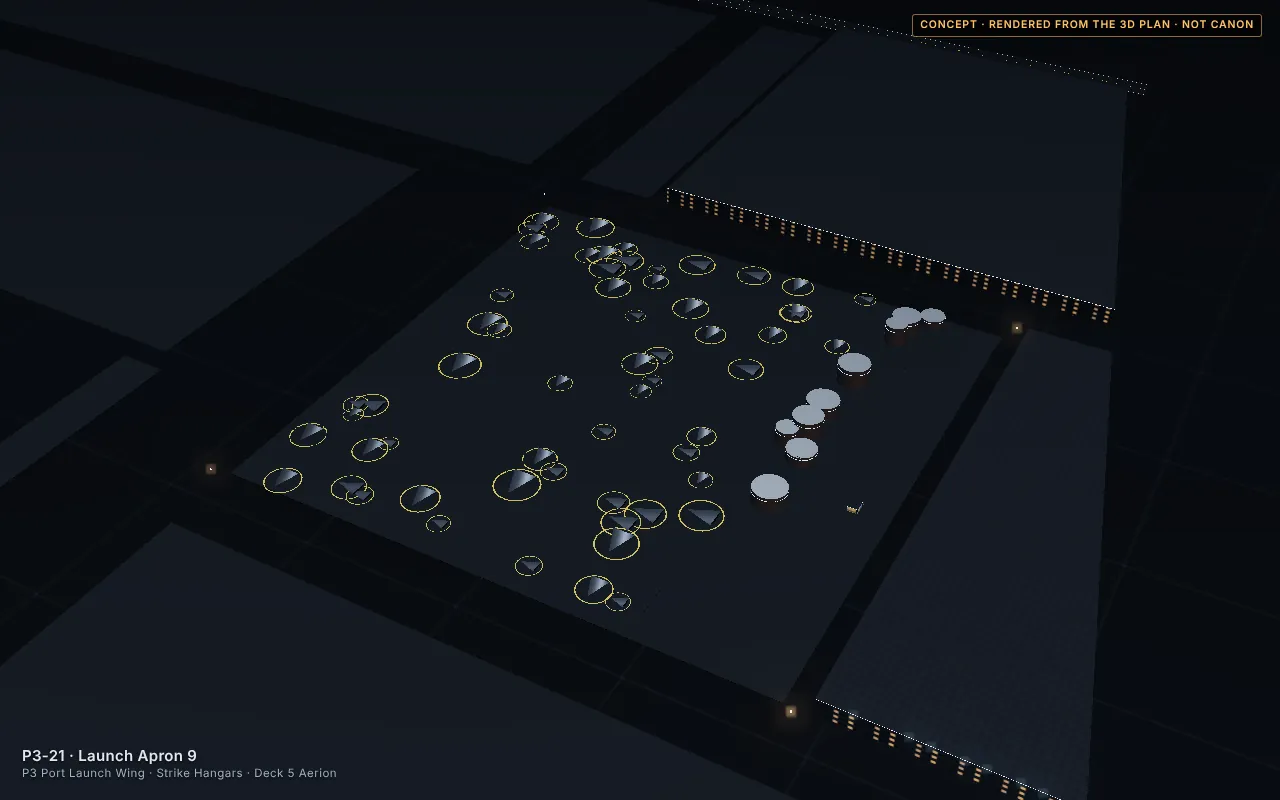 CONCEPT · RENDERED FROM THE 3D PLAN · NOT CANON
P3-21 · Launch Apron 9
P3 Port Launch Wing · Strike Hangars · Deck 5 Aerion